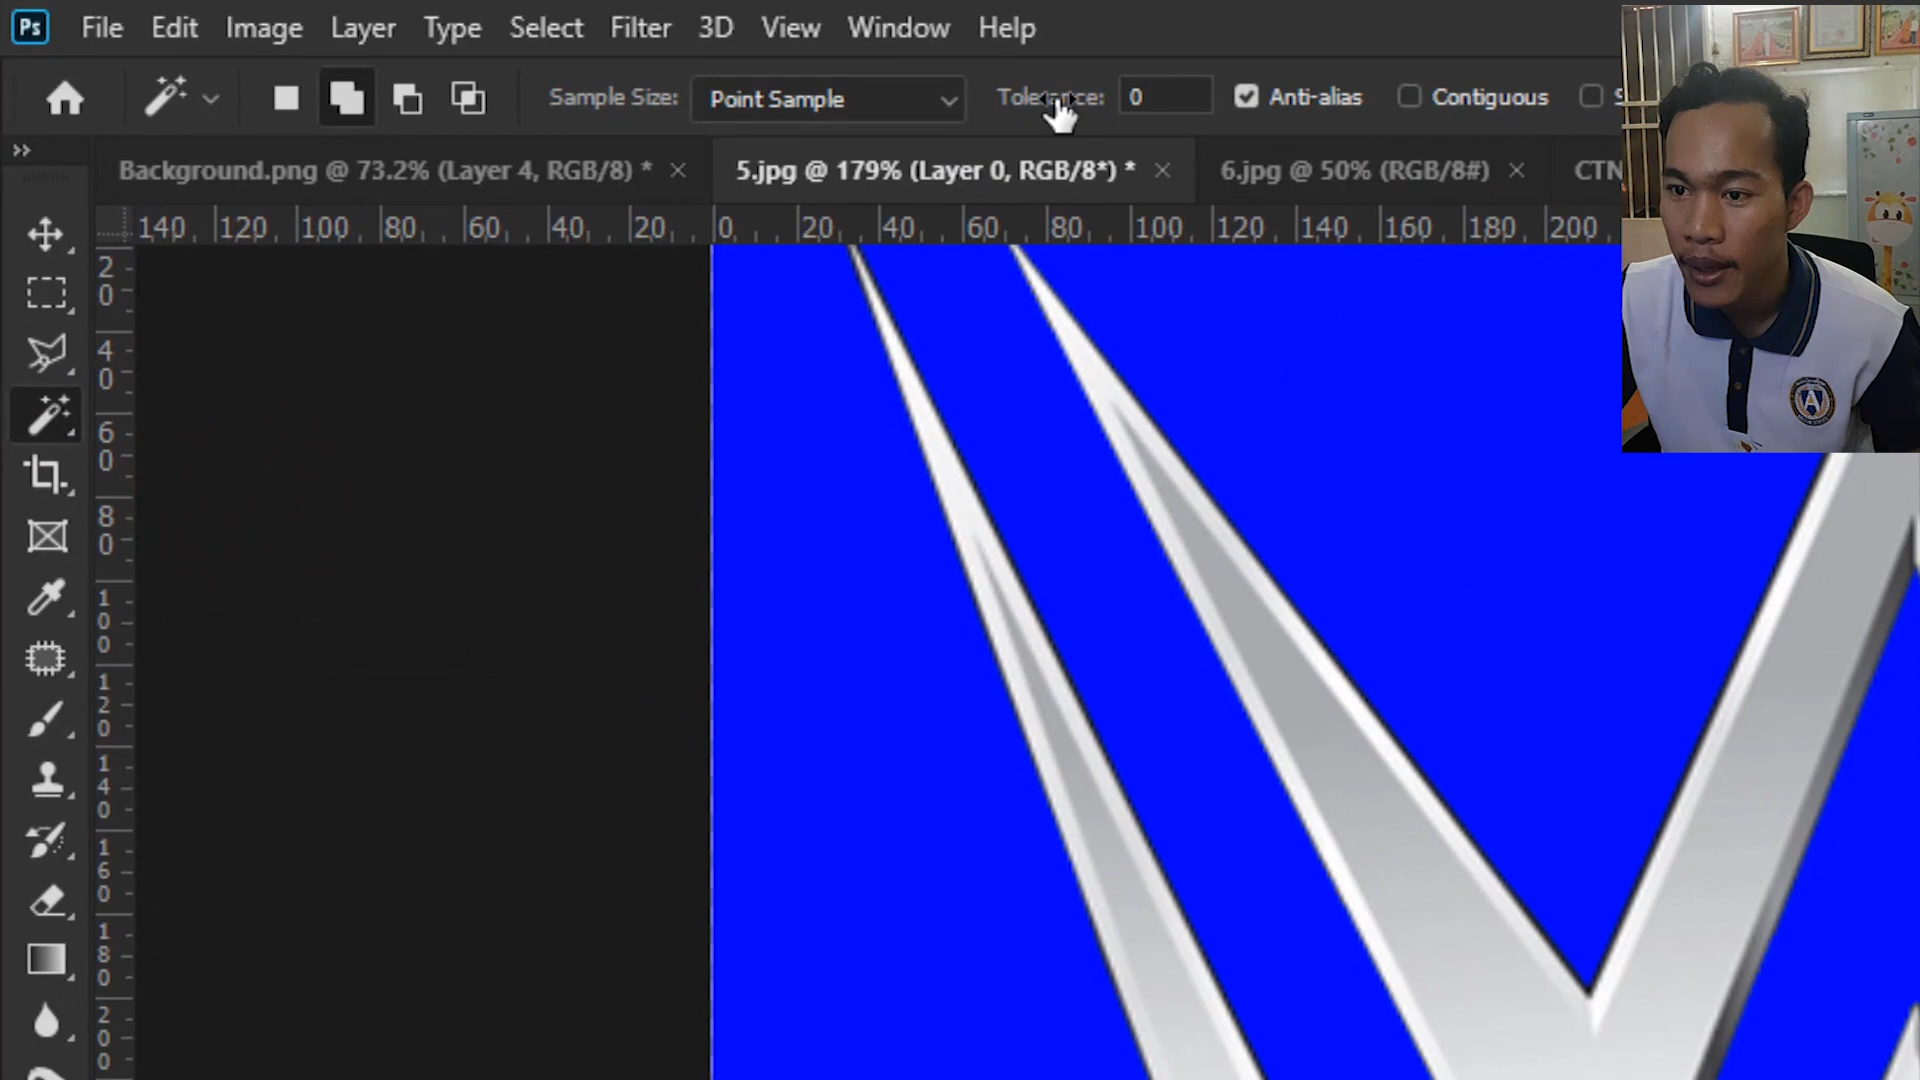 Ps File Edit Image Layer Type Select Filter 3D View Window Help
Sample Size: Point Sample Tolerance: 0 Anti-alias Contiguous S
Background.png @ 73.2% (Layer 4, RGB/8) * × 5.jpg @ 179% (Layer 0, RGB/8*) * × 6.jpg @ 50% (RGB/8#) × CTN
140 120 100 80 60 40 20 0 20 40 60 80 100 120 140 160 180 200
20
40
60
80
100
120
140
160
180
200
A